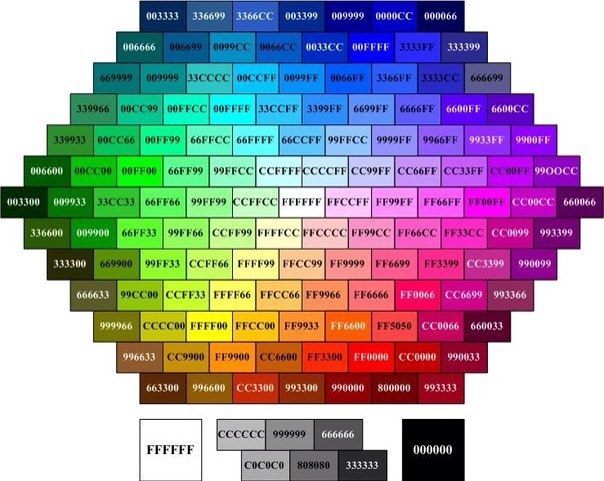 003333 336699 3366CC 003399 009999 0000CC 000066
006666 006699 0099CC 0066CC 0033CC 00FFFF 3333FF 333399
669999 009999 33CCCC 00CCFF 0099FF 0066FF 3366FF 3333CC 666699
339966 00CC99 00FFCC 00FFFF 33CCFF 3399FF 6699FF 6666FF 6600FF 6600CC
339933 00CC66 00FF99 66FFCC 66FFFF 66CCFF 99FFCC 9999FF 9966FF 9933FF 9900FF
006600 00CC00 00FF00 66FF99 99FFCC CCFFFF CCCCFF CC99FF CC66FF CC33FF CC00FF 99OOCC
003300 009933 33CC33 66FF66 99FF99 CCFFCC FFFFFF FFCCFF FF99FF FF66FF FF00FF CC00CC 660066
336600 009900 66FF33 99FF66 CCFF99 FFFFCC FFCCCC FF99CC FF66CC FF33CC CC0099 993399
333300 669900 99FF33 CCFF66 FFFF99 FFCC99 FF9999 FF6699 FF3399 CC3399 990099
666633 99CC00 CCFF33 FFFF66 FFCC66 FF9966 FF6666 FF0066 CC6699 993366
999966 CCCC00 FFFF00 FFCC00 FF9933 FF6600 FF5050 CC0066 660033
996633 CC9900 FF9900 CC6600 FF3300 FF0000 CC0000 990033
663300 996600 CC3300 993300 990000 800000 993333
FFFFFF CCCCCC 999999 666666 000000
C0C0C0 808080 333333